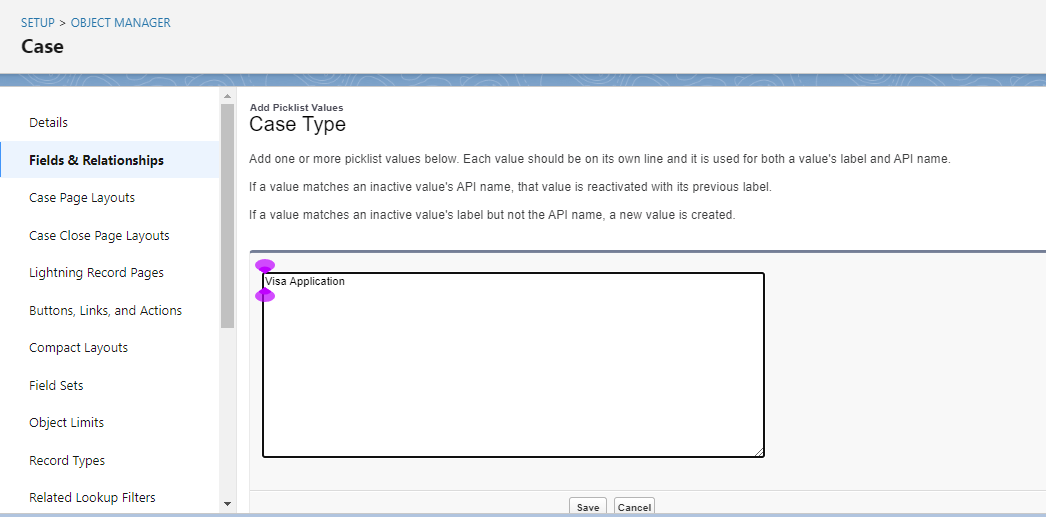 SETUP > OBJECT MANAGER
Case
Details
Fields & Relationships
Case Page Layouts
Case Close Page Layouts
Lightning Record Pages
Buttons, Links, and Actions
Compact Layouts
Field Sets
Object Limits
Record Types
Related Lookup Filters
Add Picklist Values
Case Type
Add one or more picklist values below. Each value should be on its own line and it is used for both a value's label and API name.
If a value matches an inactive value's API name, that value is reactivated with its previous label.
If a value matches an inactive value's label but not the API name, a new value is created.
Visa Application
Save Cancel